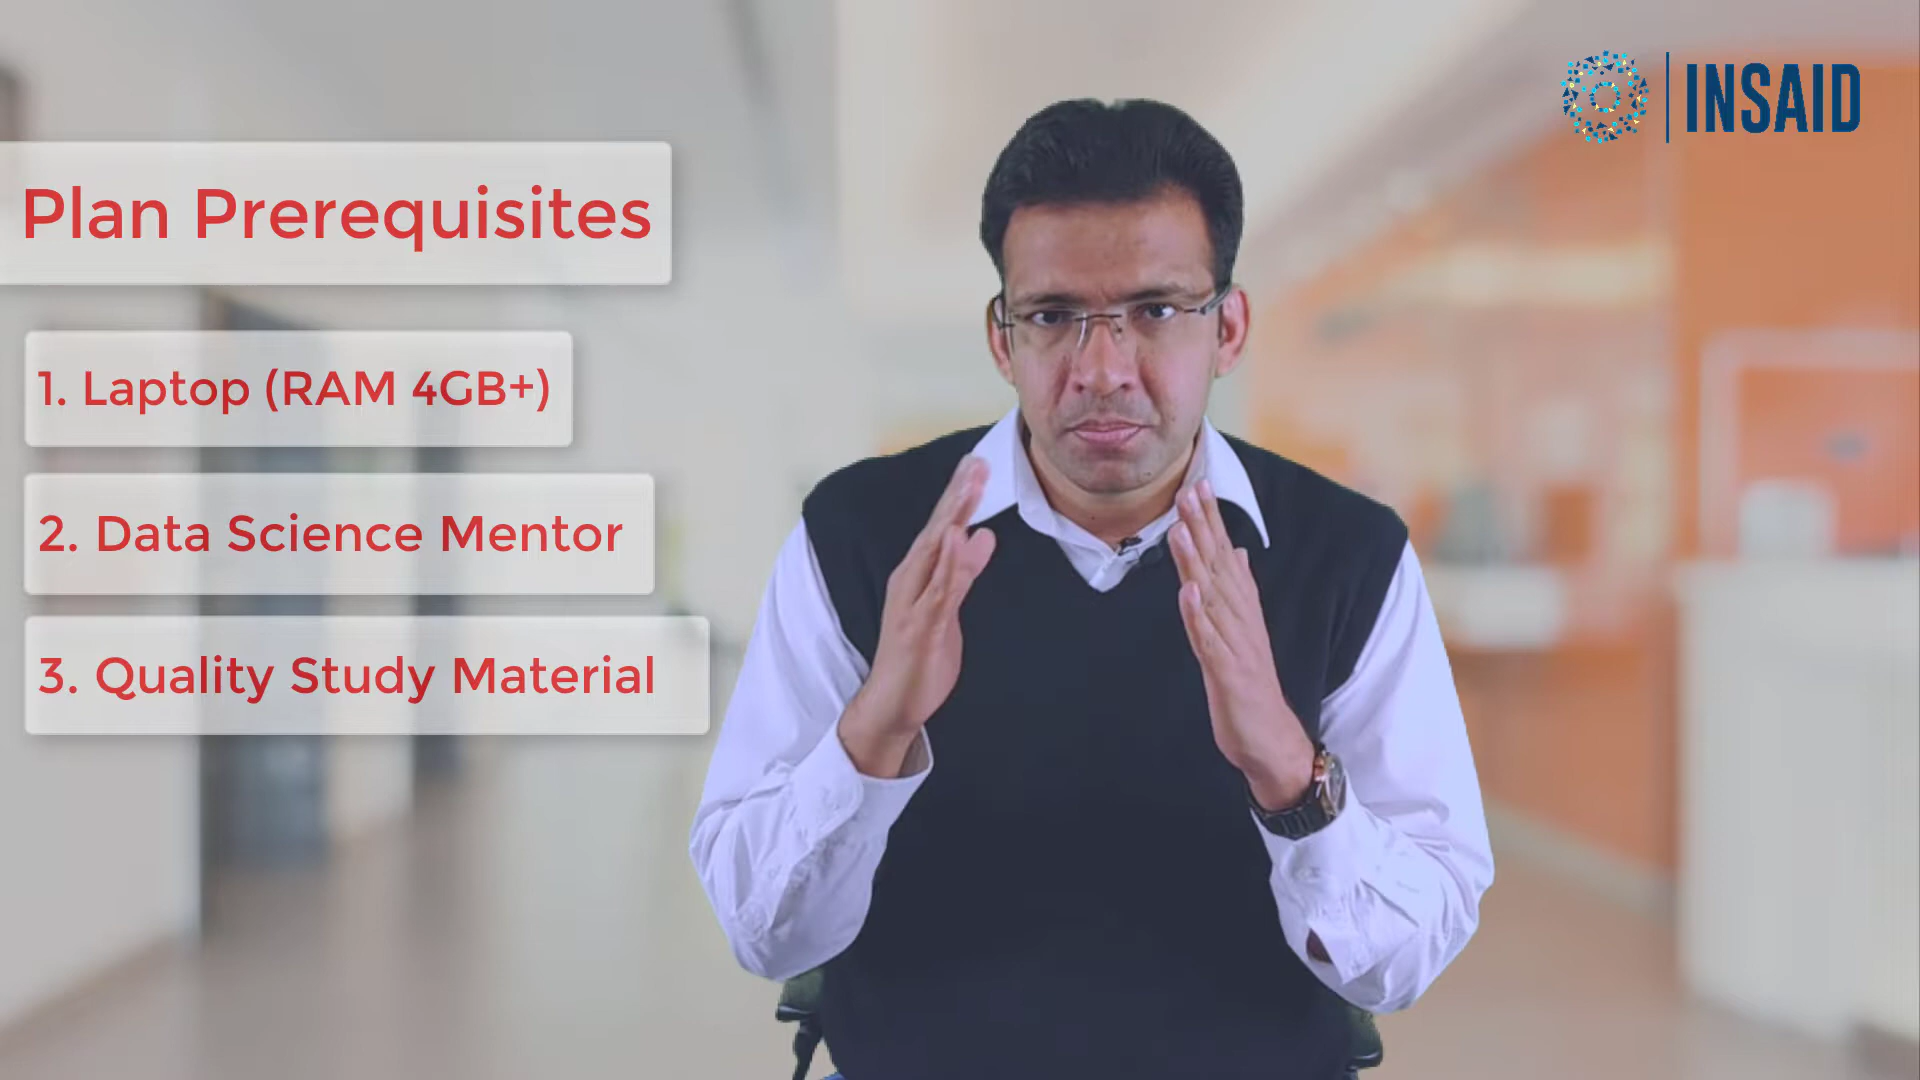 INSAID
Plan Prerequisites
1. Laptop (RAM 4GB+)
2. Data Science Mentor
3. Quality Study Material